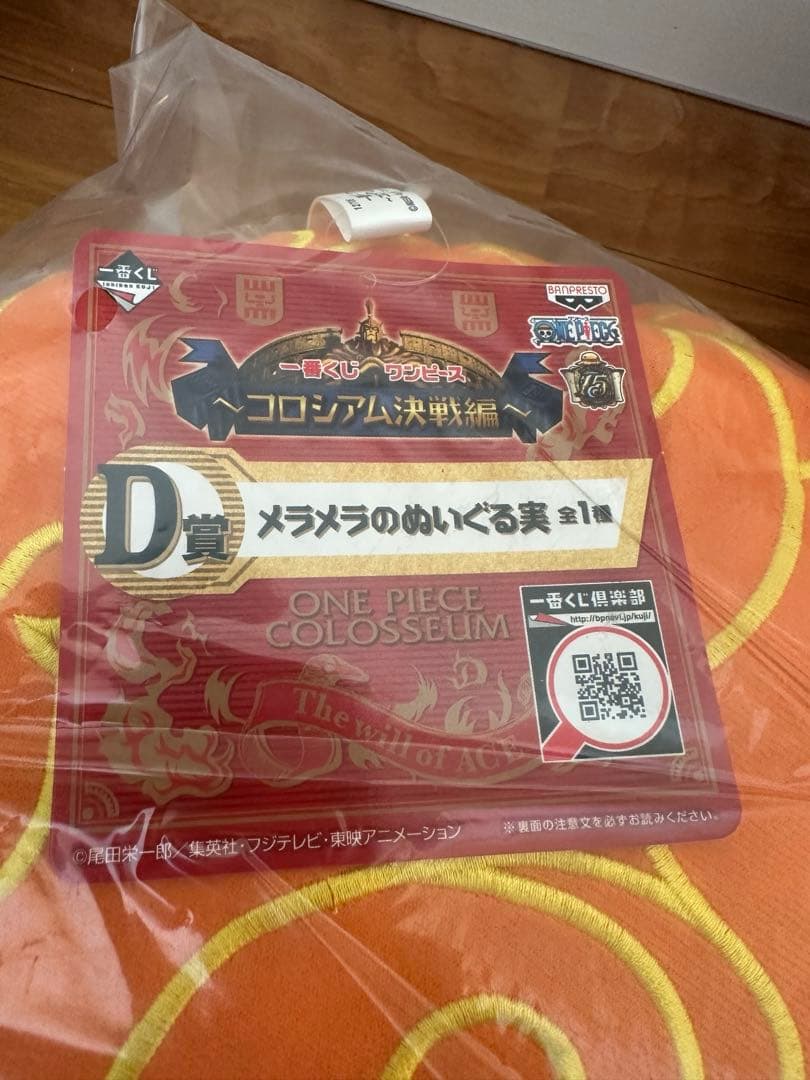 一番くじ
BANPRESTO
ONE PIECE
15
一番くじ ワンピース
～コロシアム決戦編～
D賞
メラメラのぬいぐる実 全1種
ONE PIECE
COLOSSEUM
The will of ACE
一番くじ倶楽部
http://bpnavi.jp/kuji/
※裏面の注意文を必ずお読みください。
©尾田栄一郎／集英社・フジテレビ・東映アニメーション